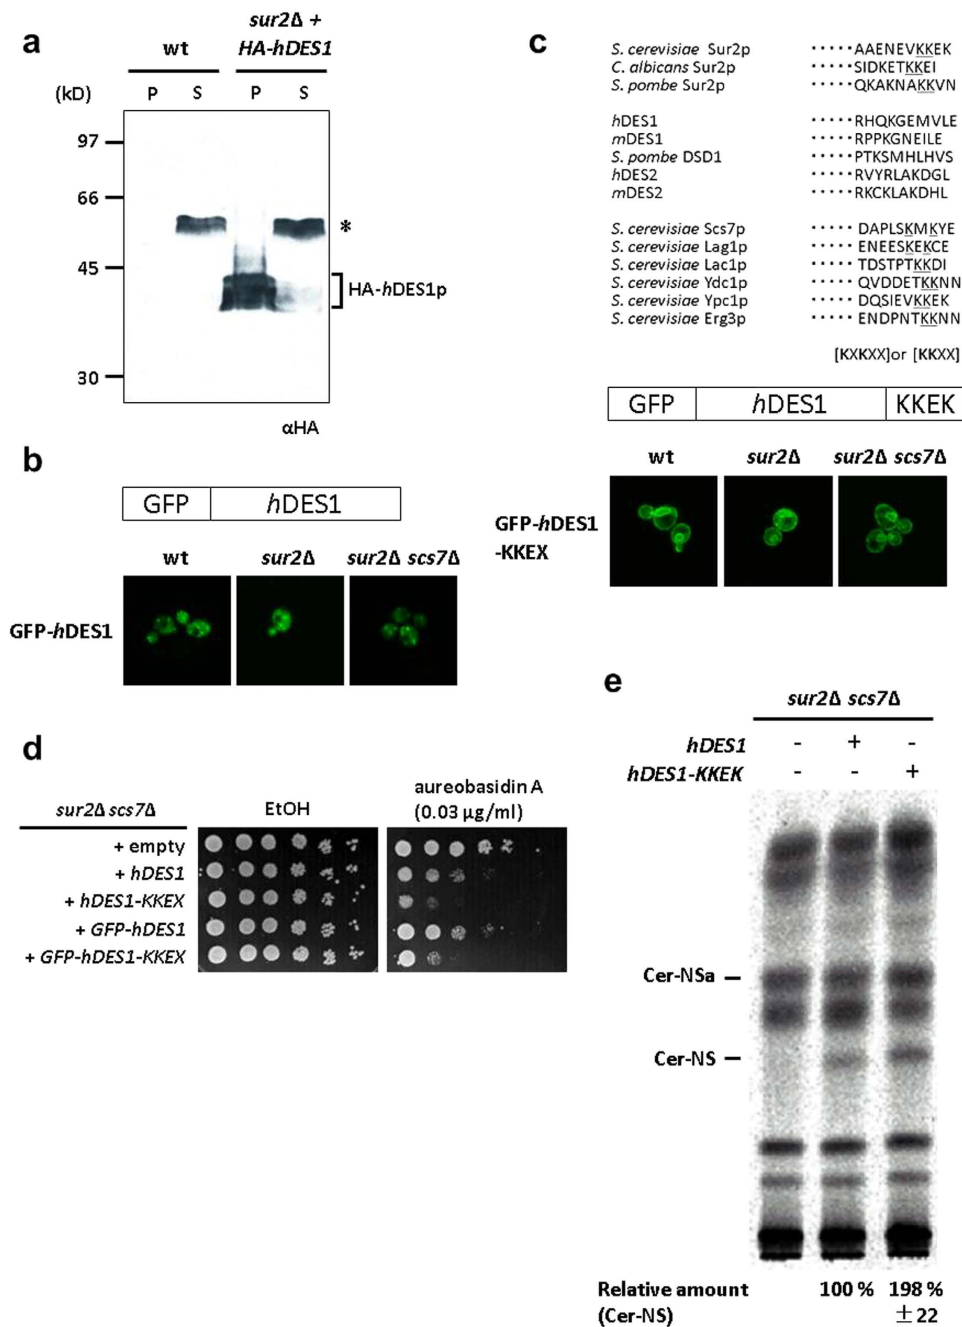 a
wt
sur2Δ +
HA-hDES1
(kD)
P S P S
97
66
45
30
*
HA-hDES1p
αHA
b
GFP hDES1
wt sur2Δ sur2Δ scs7Δ
GFP-hDES1
c
S. cerevisiae Sur2p ·····AAENEVKKEK
C. albicans Sur2p ·····SIDKETKKEI
S. pombe Sur2p ·····QKAKNAKKVN
hDES1 ·····RHQKGEMVLE
mDES1 ·····RPPKGNEILE
S. pombe DSD1 ·····PTKSMHLHVS
hDES2 ·····RVYRLAKDGL
mDES2 ·····RKCKLAKDHL
S. cerevisiae Scs7p ·····DAPLSKMKYE
S. cerevisiae Lag1p ·····ENEESKEKCE
S. cerevisiae Lac1p ·····TDSTPTKKDI
S. cerevisiae Ydc1p ·····QVDDETKKNN
S. cerevisiae Ypc1p ·····DQSIEVKKEK
S. cerevisiae Erg3p ·····ENDPNTKKNN
[KXKXX]or [KKXX]
GFP hDES1 KKEK
wt sur2Δ sur2Δ scs7Δ
GFP-hDES1
-KKEX
d
sur2Δ scs7Δ
EtOH
aureobasidin A
(0.03 μg/ml)
+ empty
+ hDES1
+ hDES1-KKEX
+ GFP-hDES1
+ GFP-hDES1-KKEX
e
sur2Δ scs7Δ
hDES1 - + -
hDES1-KKEK - - +
Cer-NSa
Cer-NS
Relative amount
(Cer-NS)
100 % 198 %
± 22